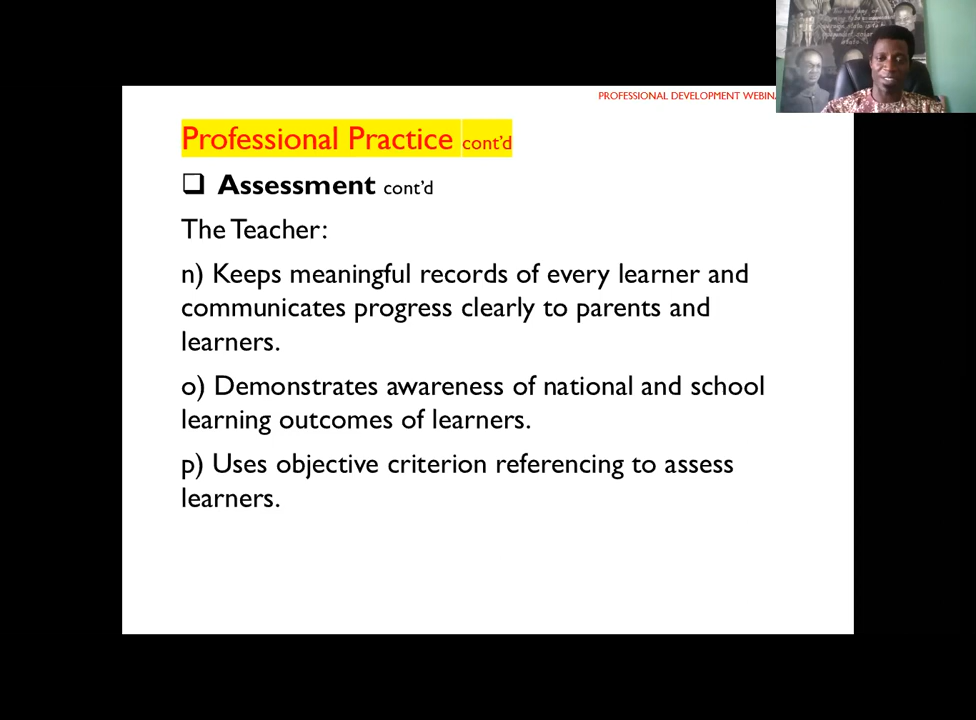 PROFESSIONAL DEVELOPMENT
Professional Practice cont'd
❑ Assessment cont'd
The Teacher:
n) Keeps meaningful records of every learner and
communicates progress clearly to parents and
learners.
o) Demonstrates awareness of national and school
learning outcomes of learners.
p) Uses objective criterion referencing to assess
learners.